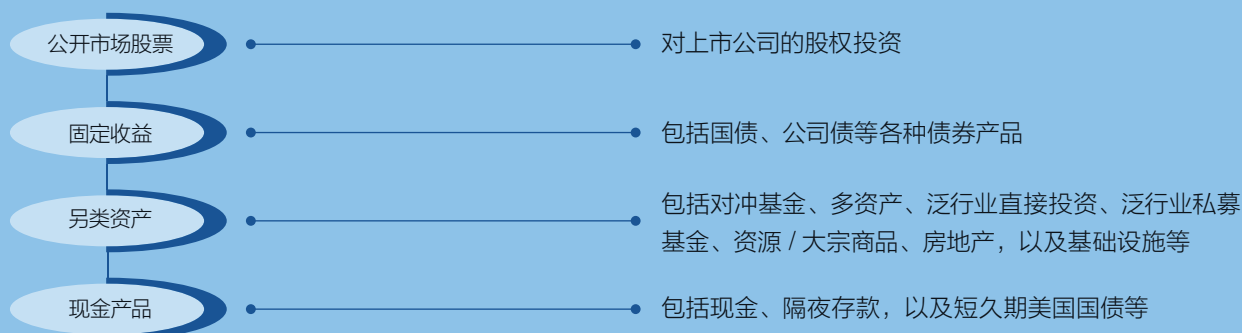 公开市场股票
对上市公司的股权投资
固定收益
包括国债、公司债等各种债券产品
另类资产
包括对冲基金、多资产、泛行业直接投资、泛行业私募
基金、资源 / 大宗商品、房地产，以及基础设施等
现金产品
包括现金、隔夜存款，以及短久期美国国债等